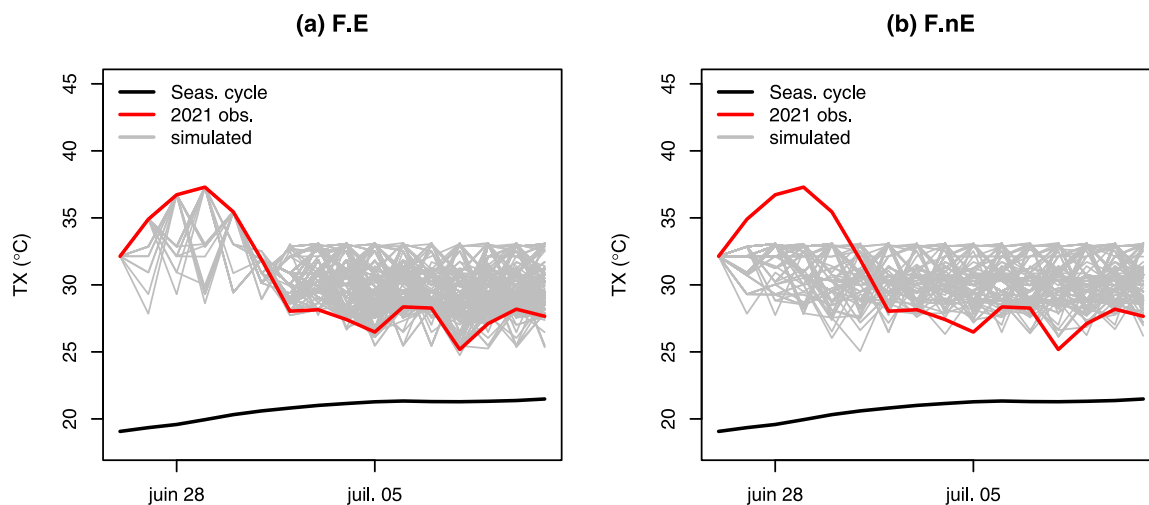 (a) F.E
TX (°C)
45
40
35
30
25
20
Seas. cycle
2021 obs.
simulated
juin 28
juil. 05
(b) F.nE
TX (°C)
45
40
35
30
25
20
Seas. cycle
2021 obs.
simulated
juin 28
juil. 05